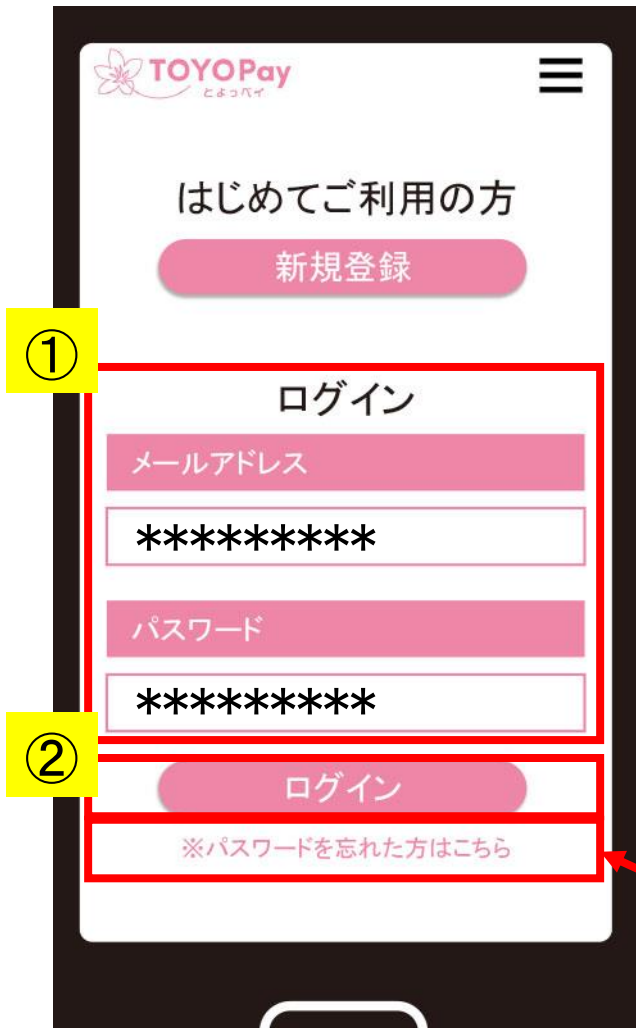 TOYOPay
とよっペイ
はじめてご利用の方
新規登録
①
ログイン
メールアドレス
*********
パスワード
*********
②
ログイン
※パスワードを忘れた方はこちら